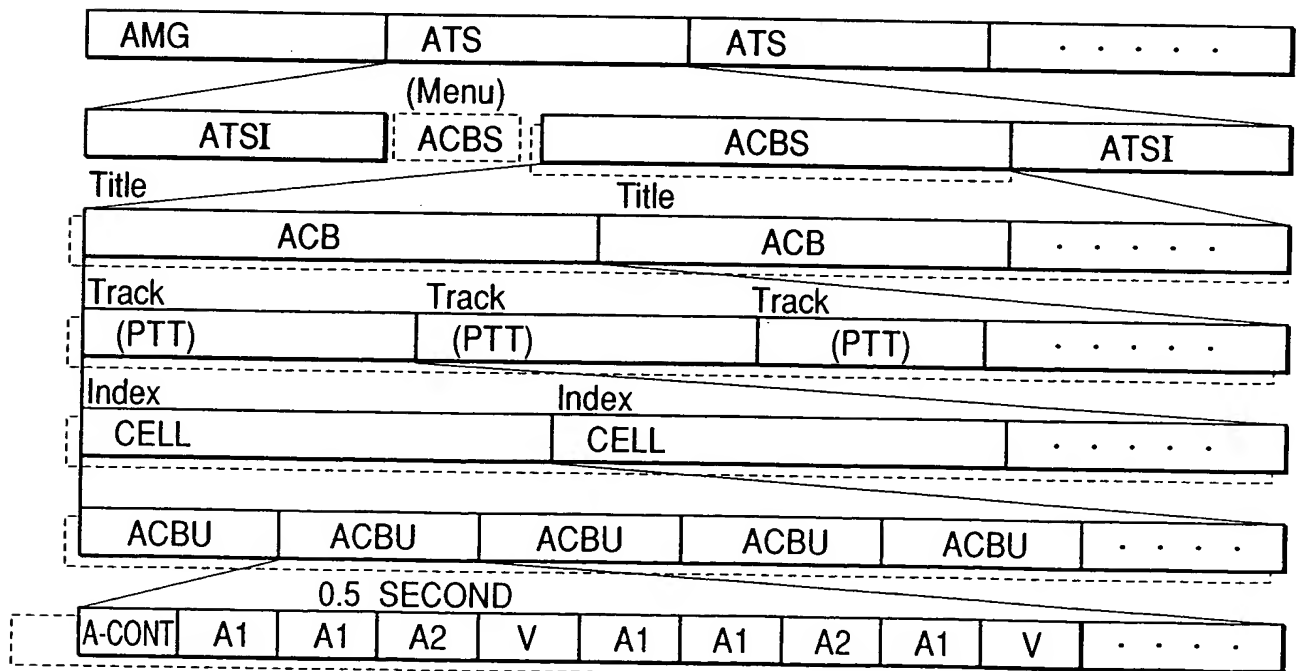 AMG ATS ATS . . . . .
(Menu)
ATSI ACBS ACBS ATSI
Title Title
ACB ACB . . . . .
Track Track Track
(PTT) (PTT) (PTT) . . . . .
Index Index
CELL CELL . . . . .
ACBU ACBU ACBU ACBU ACBU . . . .
0.5 SECOND
A-CONT A1 A1 A2 V A1 A1 A2 A1 V . . . .